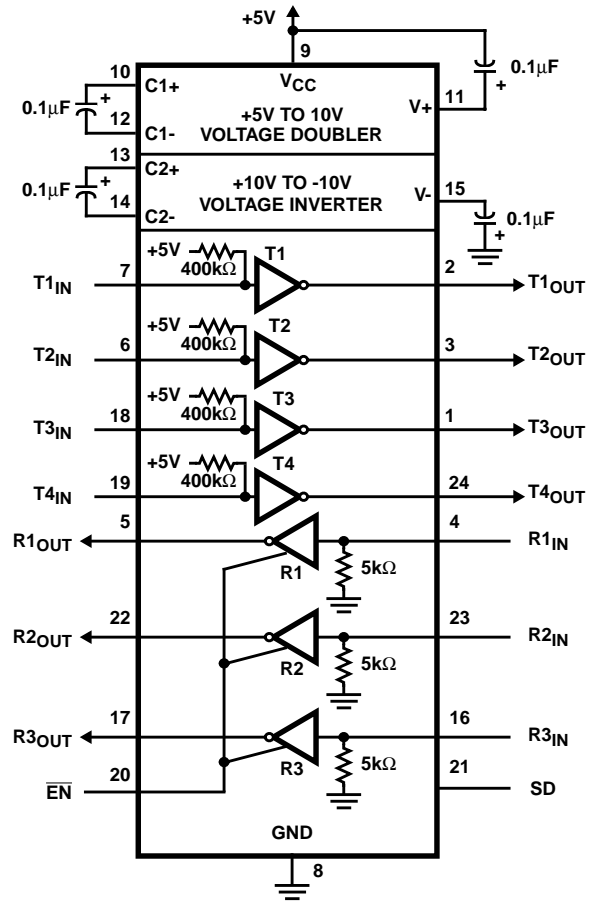 +5V
9
10
C1+
VCC
0.1µF
+
+
0.1µF
12
C1-
+5V TO 10V
VOLTAGE DOUBLER
V+
11
13
C2+
0.1µF
+
14
C2-
+10V TO -10V
VOLTAGE INVERTER
V-
15
0.1µF
+
+5V
400kΩ
T1
T1IN
7
2
T1OUT
+5V
400kΩ
T2
T2IN
6
3
T2OUT
+5V
400kΩ
T3
T3IN
18
1
T3OUT
+5V
400kΩ
T4
T4IN
19
24
T4OUT
R1OUT
5
R1
5kΩ
4
R1IN
R2OUT
22
R2
5kΩ
23
R2IN
R3OUT
17
R3
5kΩ
16
R3IN
E̅N̅
20
21
SD
GND
8